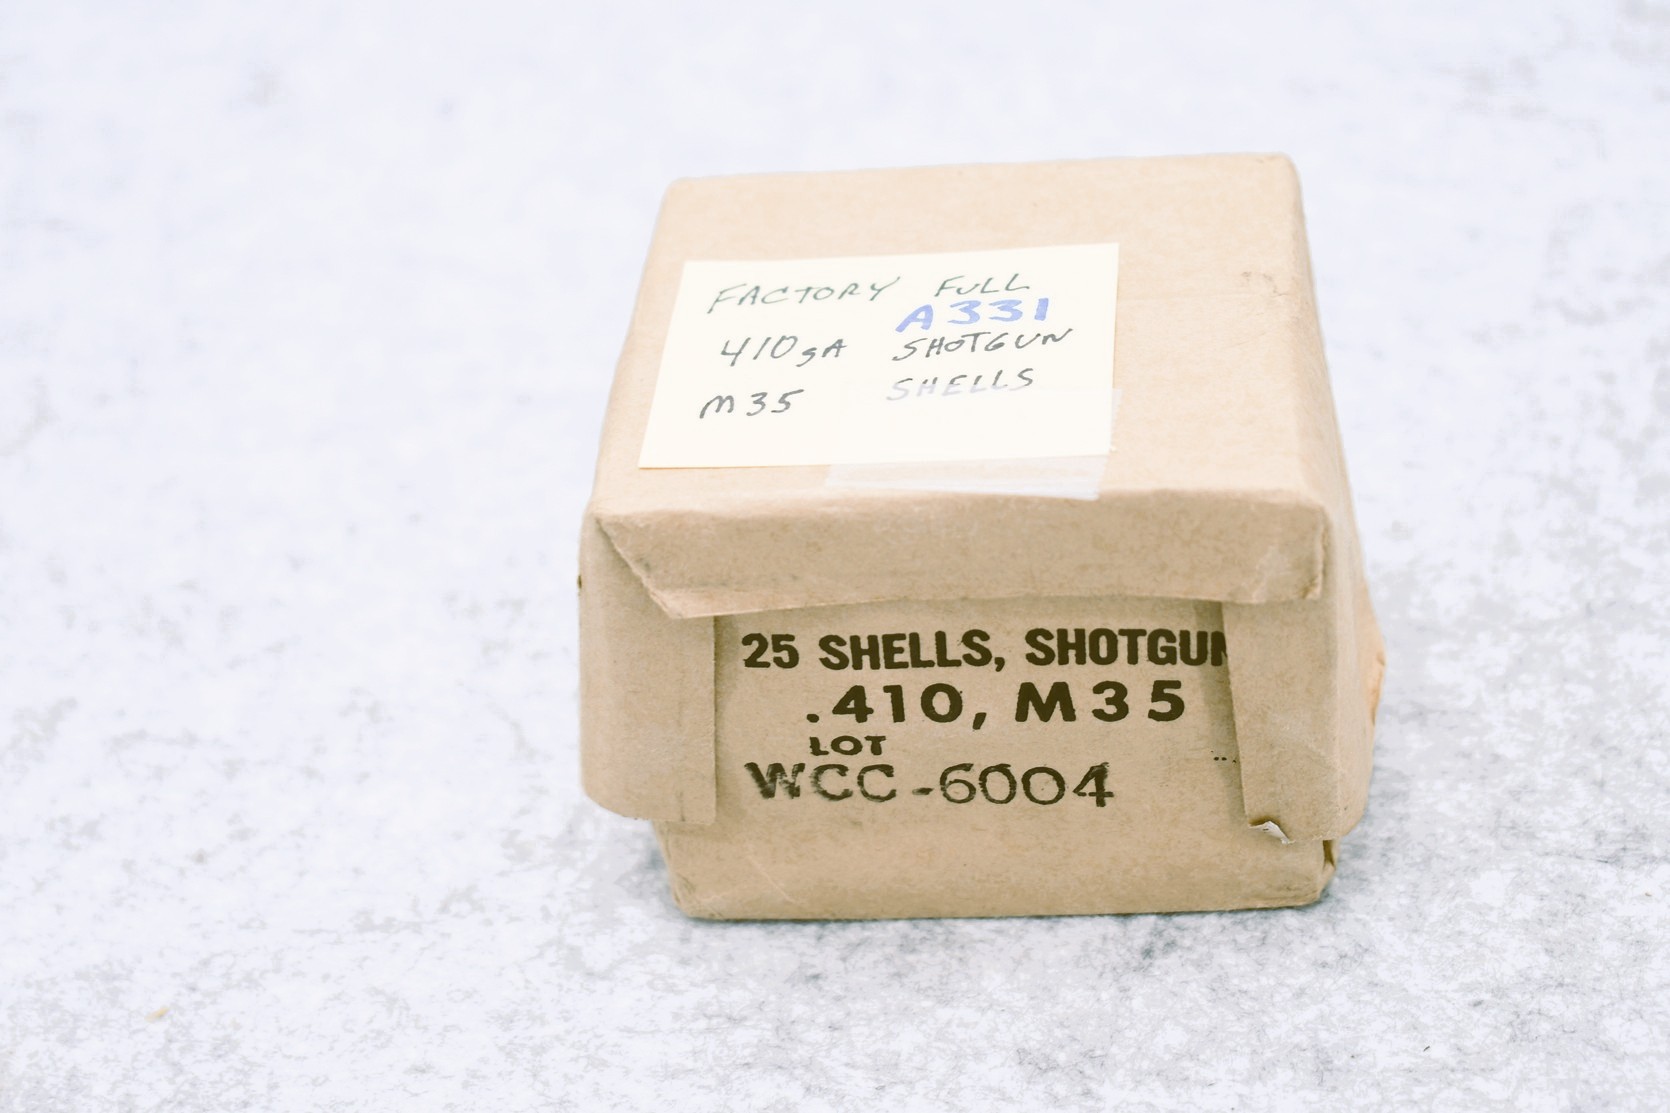 FACTORY FULL
A331
410gA SHOTGUN
M35 SHELLS
25 SHELLS, SHOTGUN
.410, M35
LOT
WCC-6004